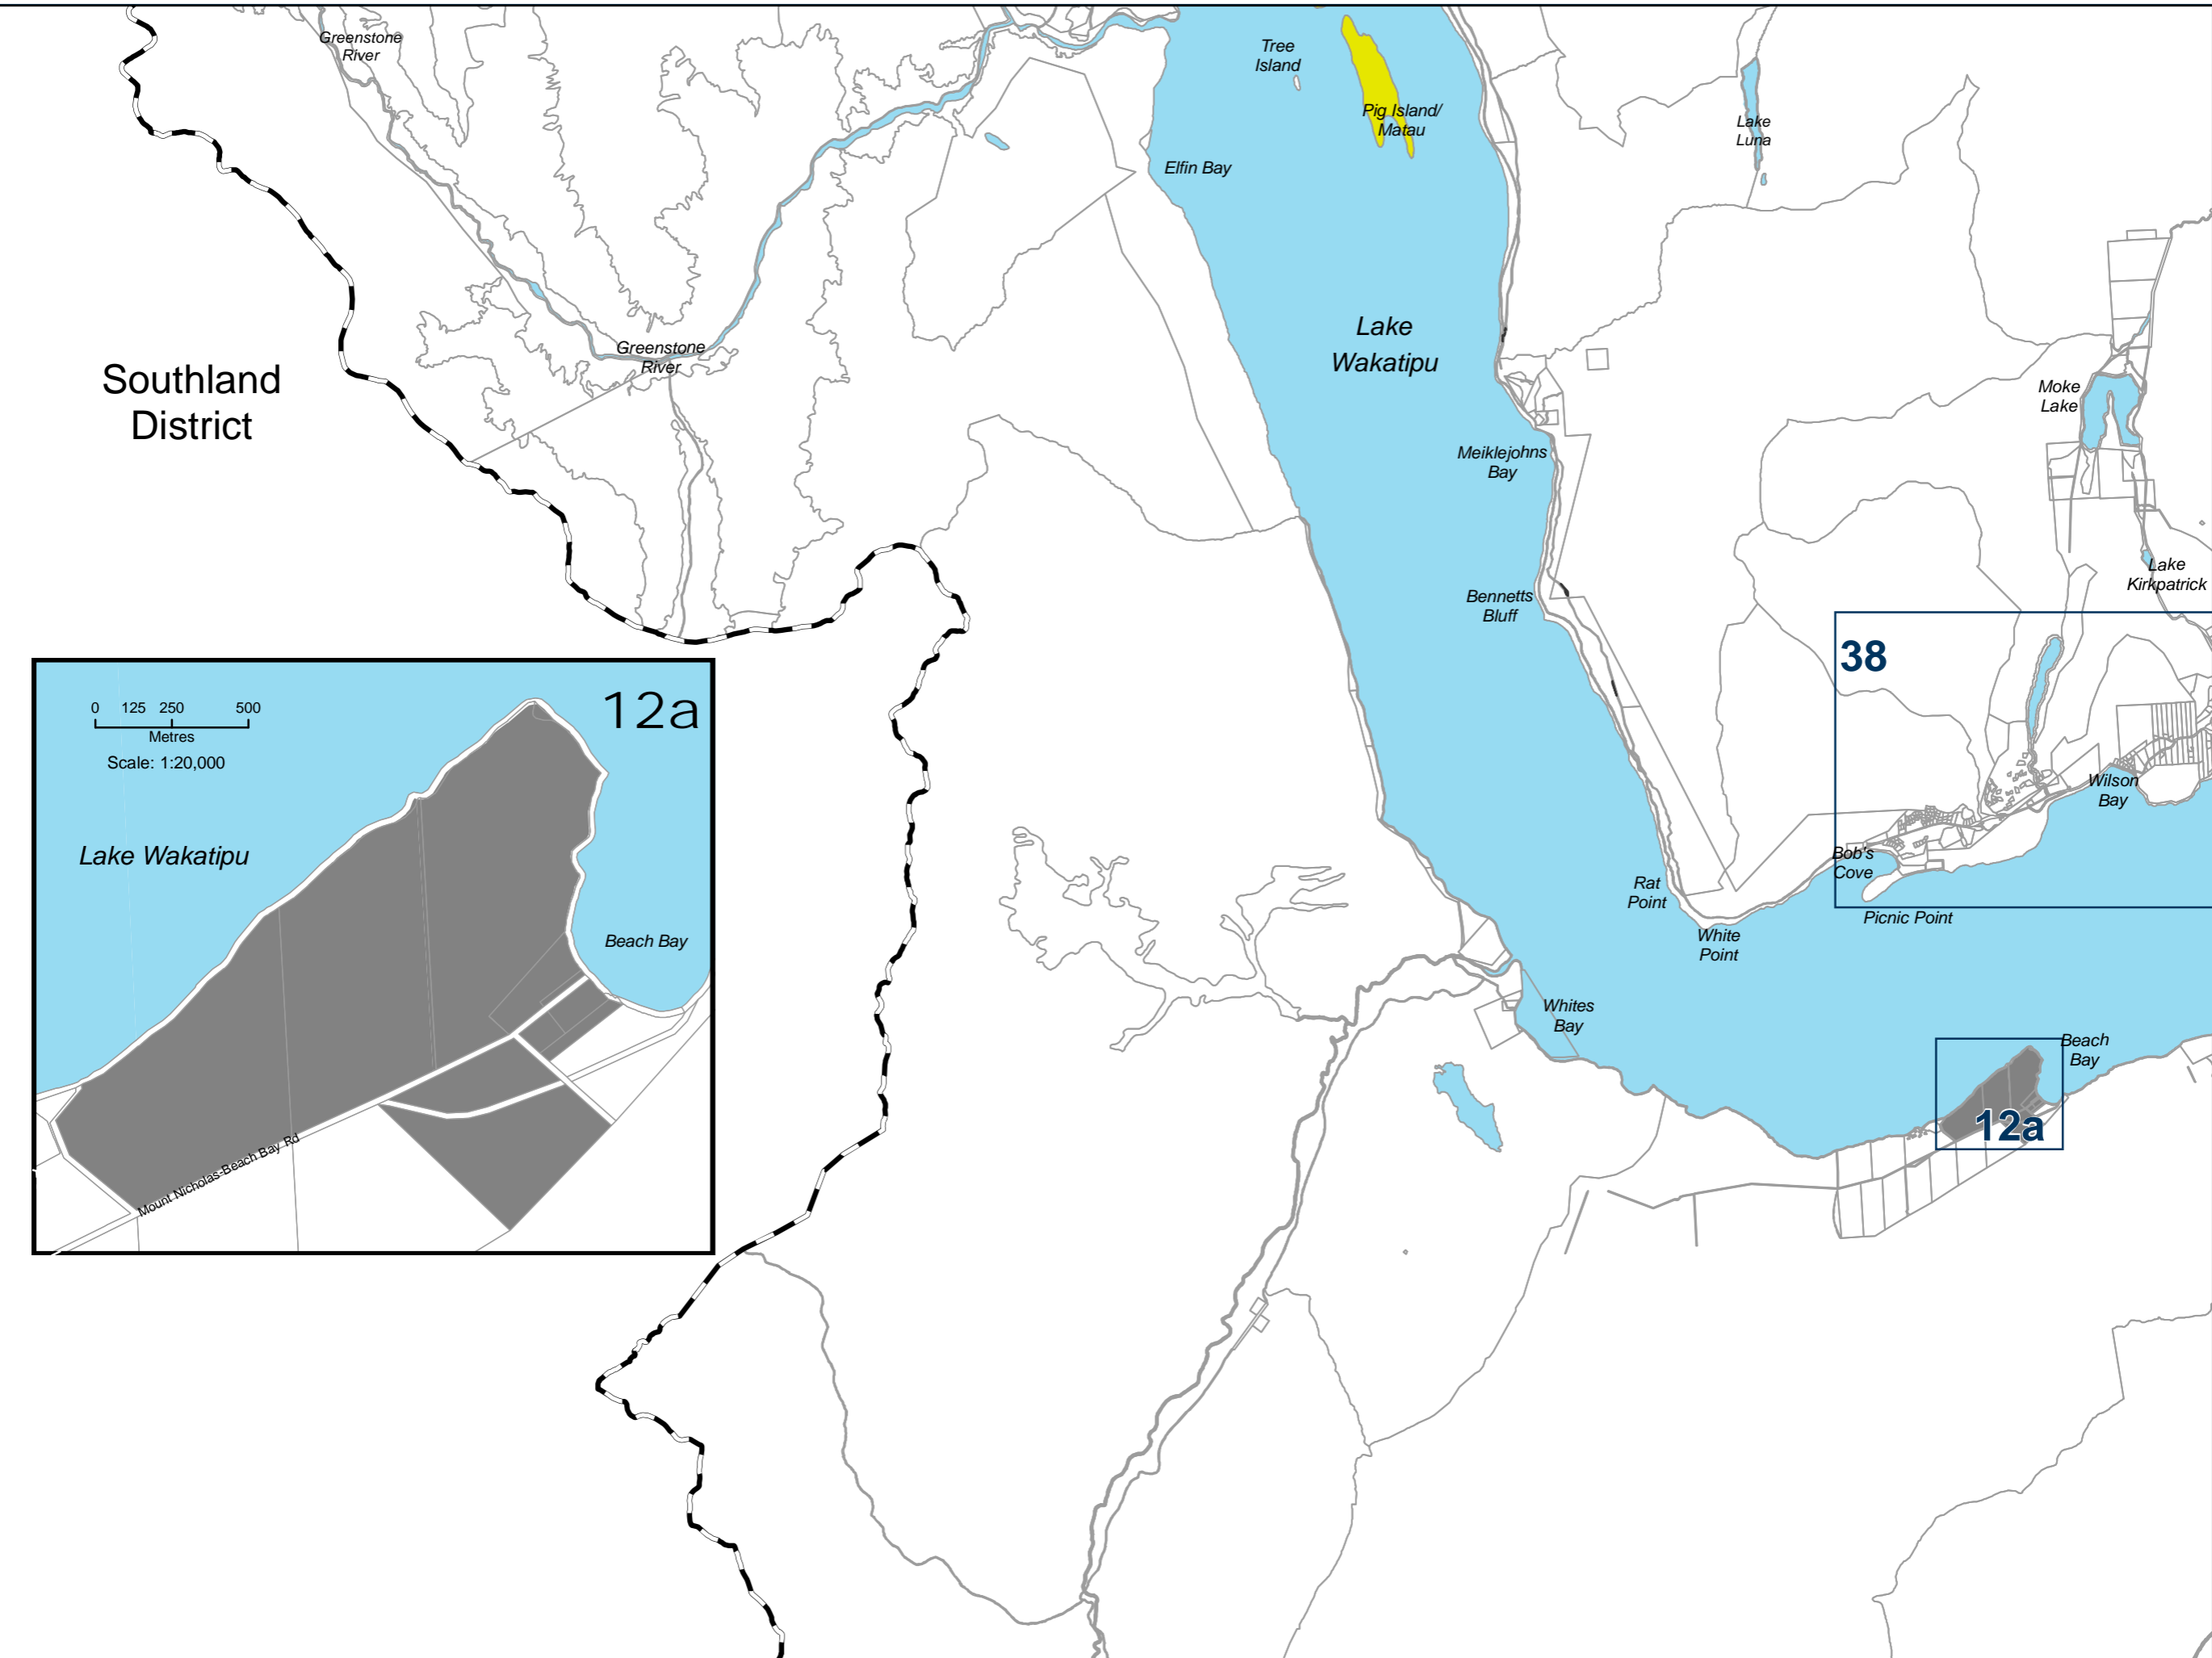 Greenstone
River
Tree
Island
Pig Island/
Matau
Lake
Luna
Elfin Bay
Lake
Wakatipu
Greenstone
River
Southland
District
Moke
Lake
Meiklejohns
Bay
Lake
Kirkpatrick
Bennetts
Bluff
38
12a
0 125 250 500
Metres
Scale: 1:20,000
Lake Wakatipu
Beach Bay
Mount Nicholas-Beach Bay Rd
Wilson
Bay
Bob's
Cove
Rat
Point
Picnic Point
White
Point
Whites
Bay
Beach
Bay
12a